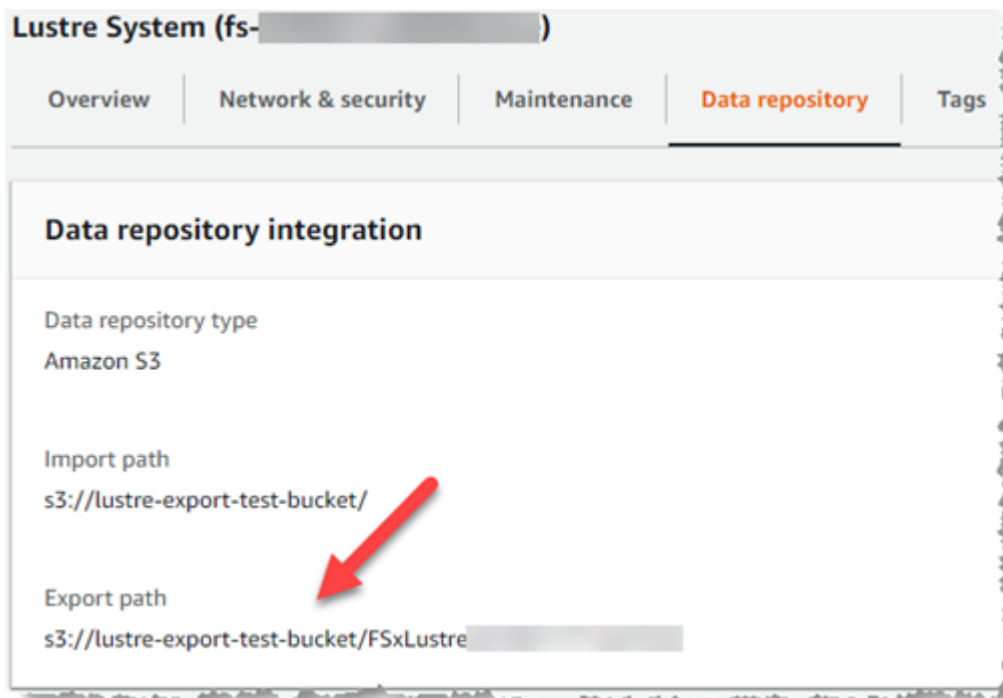 Lustre System (fs- )
Overview Network & security Maintenance Data repository Tags
Data repository integration
Data repository type
Amazon S3
Import path
s3://lustre-export-test-bucket/
Export path
s3://lustre-export-test-bucket/FSxLustre